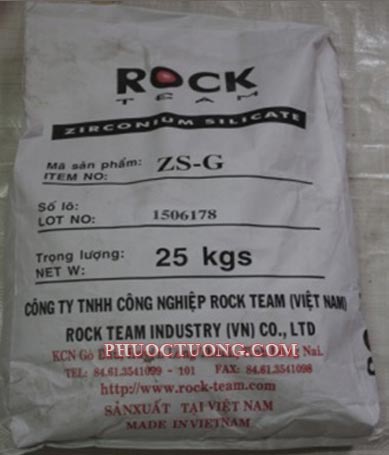 ROCK
TEAM
ZIRCONIUM SILICATE
Mã sản phẩm: ZS-G
ITEM NO:
Số lô:
LOT NO: 1506178
Trọng lượng: 25 kgs
NET W:
CÔNG TY TNHH CÔNG NGHIỆP ROCK TEAM (VIỆT NAM)
ROCK TEAM INDUSTRY (VN) CO., LTD
PHUOCTUONG.COM
KCN Gò Nai.
TEL: 84.61.3541099 - 101 FAX: 84.61.3541098
http://www.rock-team.com
SẢNXUẤT TẠI VIỆT NAM
MADE IN VIETNAM